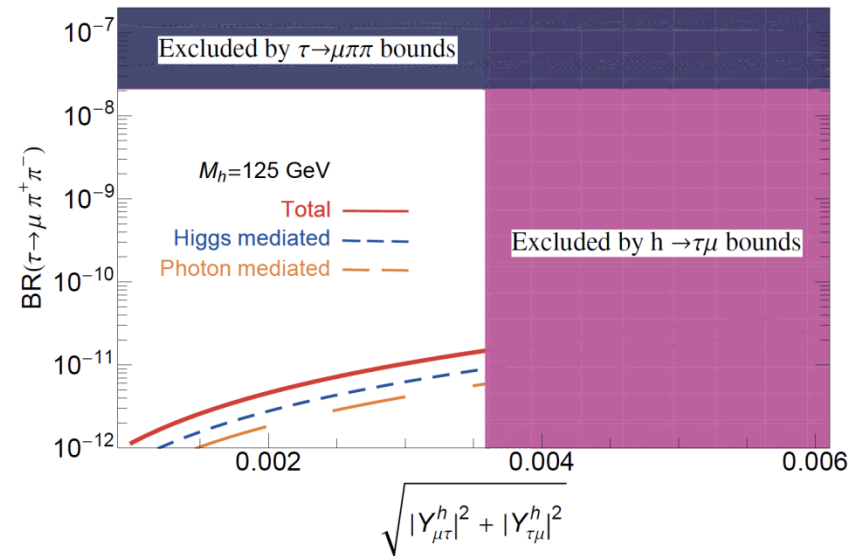 10⁻⁷
Excluded by τ→μππ bounds
10⁻⁸
M_h=125 GeV
10⁻⁹
Total
Higgs mediated
Excluded by h →τμ bounds
Photon mediated
10⁻¹⁰
10⁻¹¹
10⁻¹²
BR(τ→μ π⁺π⁻)
0.002 0.004 0.006
√|Y^h_μτ|² + |Y^h_τμ|²